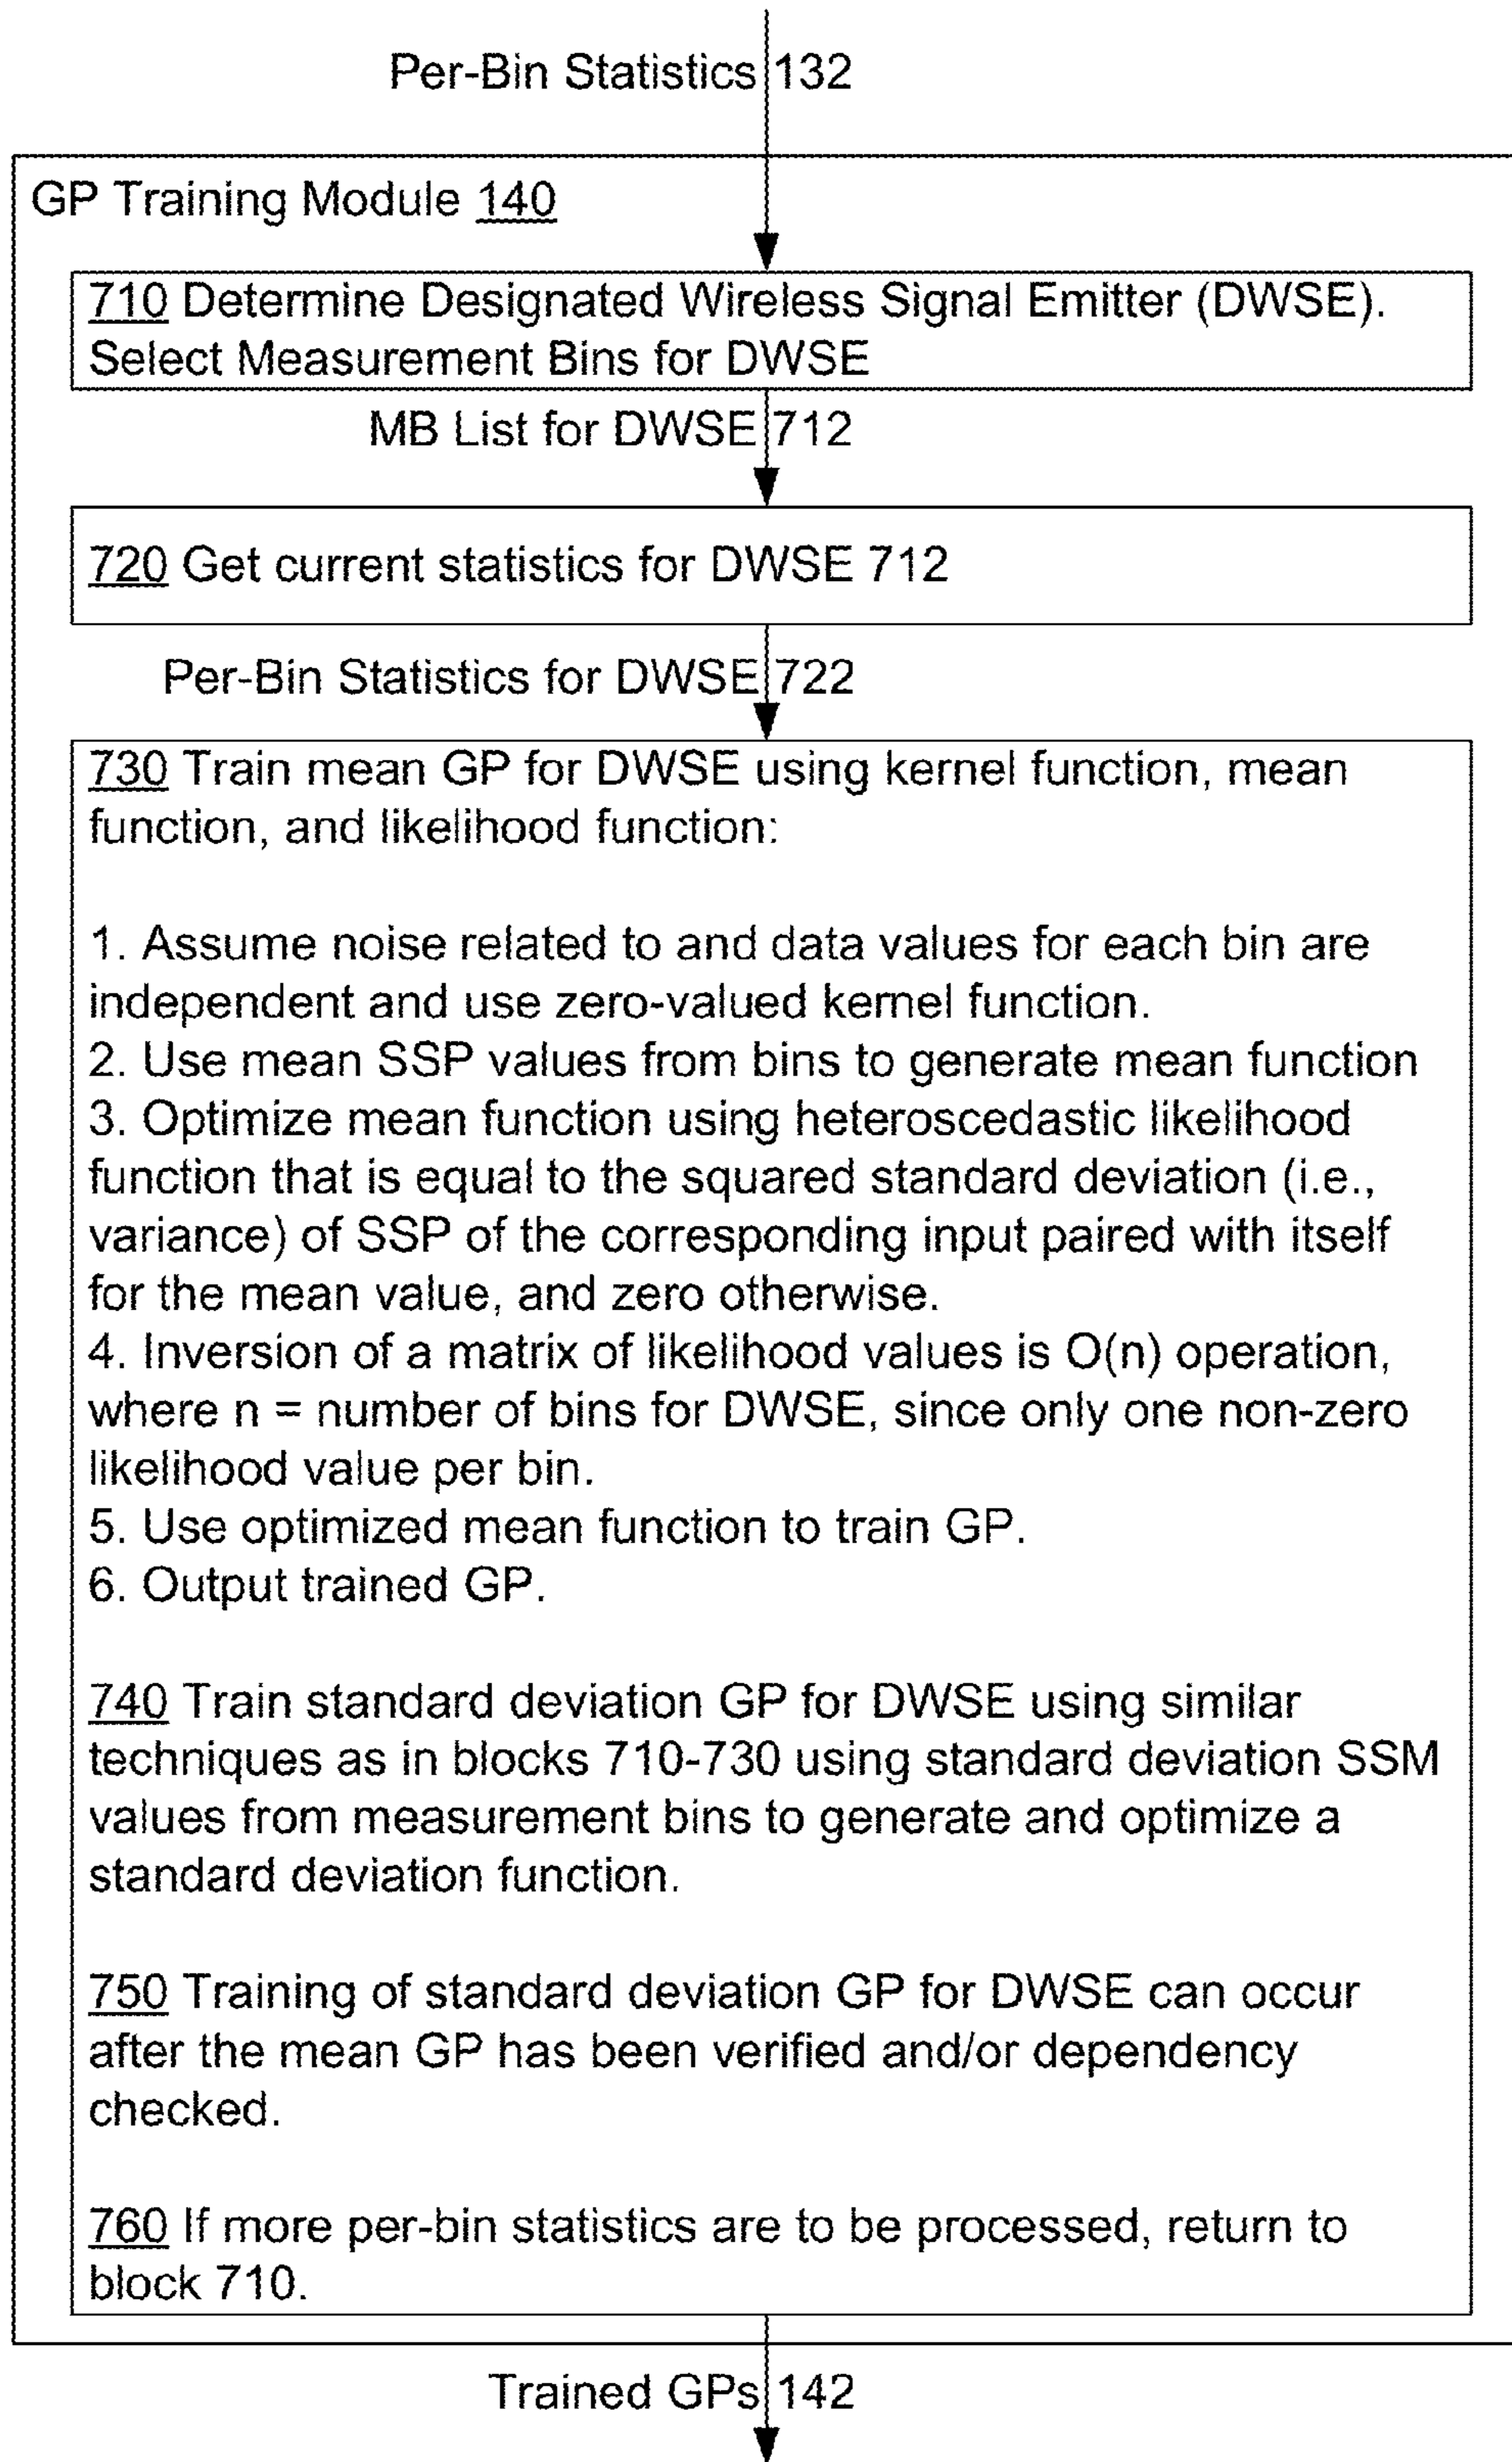 Per-Bin Statistics 132
GP Training Module 140
710 Determine Designated Wireless Signal Emitter (DWSE).
Select Measurement Bins for DWSE
MB List for DWSE 712
720 Get current statistics for DWSE 712
Per-Bin Statistics for DWSE 722
730 Train mean GP for DWSE using kernel function, mean
function, and likelihood function:
1. Assume noise related to and data values for each bin are
independent and use zero-valued kernel function.
2. Use mean SSP values from bins to generate mean function
3. Optimize mean function using heteroscedastic likelihood
function that is equal to the squared standard deviation (i.e.,
variance) of SSP of the corresponding input paired with itself
for the mean value, and zero otherwise.
4. Inversion of a matrix of likelihood values is O(n) operation,
where n = number of bins for DWSE, since only one non-zero
likelihood value per bin.
5. Use optimized mean function to train GP.
6. Output trained GP.
740 Train standard deviation GP for DWSE using similar
techniques as in blocks 710-730 using standard deviation SSM
values from measurement bins to generate and optimize a
standard deviation function.
750 Training of standard deviation GP for DWSE can occur
after the mean GP has been verified and/or dependency
checked.
760 If more per-bin statistics are to be processed, return to
block 710.
Trained GPs 142